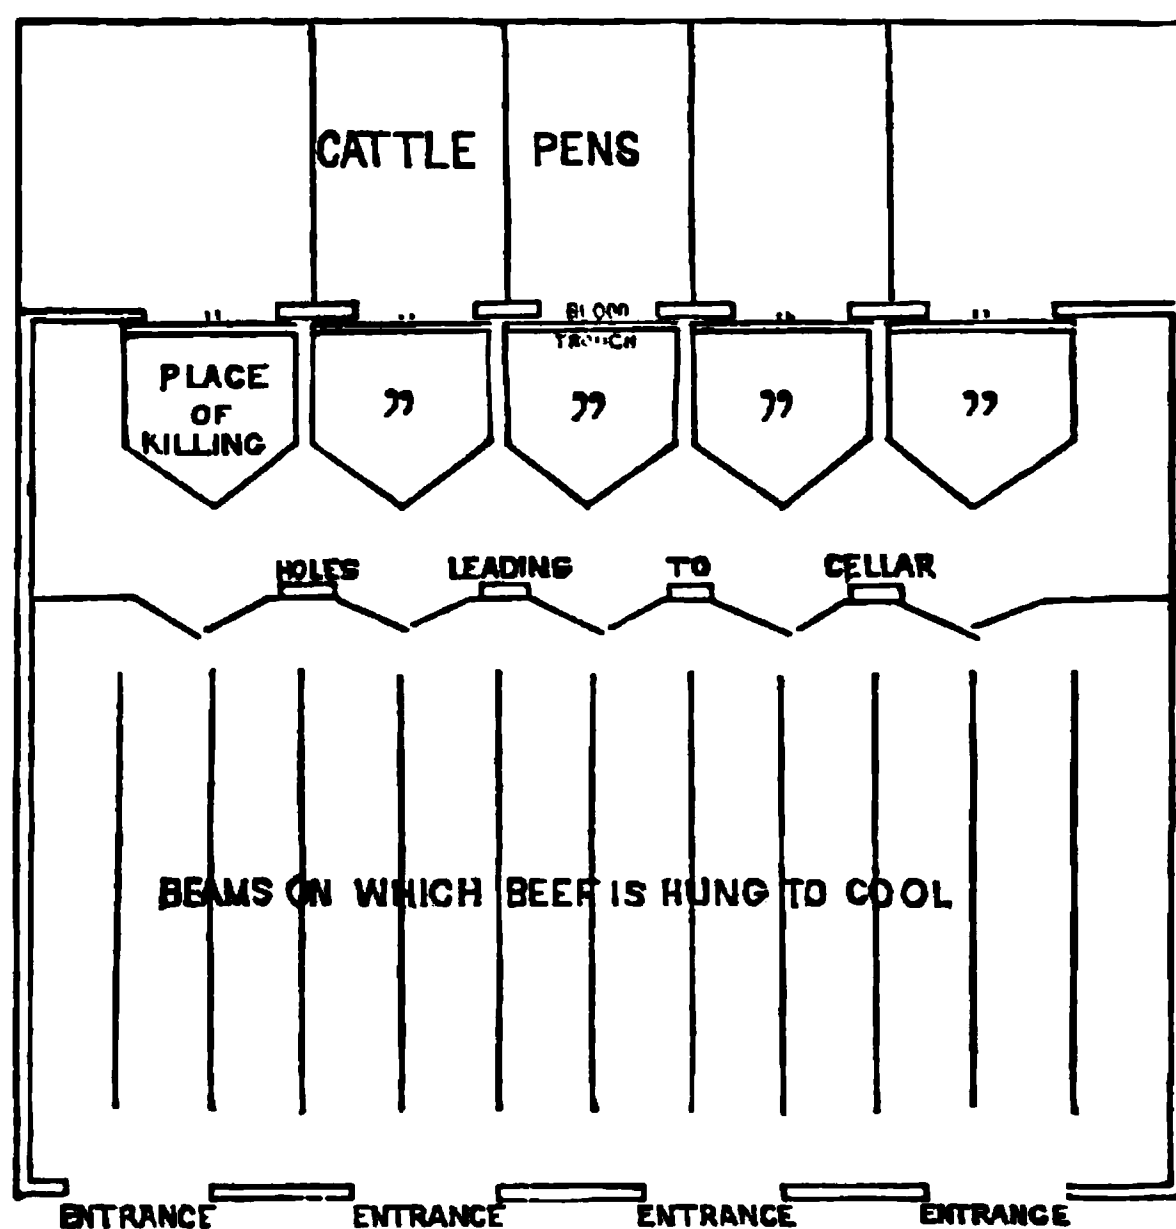 CATTLE PENS
BLOOD
TROUGH
PLACE
OF
KILLING
" " " "
HOLES LEADING TO CELLAR
BEAMS ON WHICH BEEF IS HUNG TO COOL
ENTRANCE ENTRANCE ENTRANCE ENTRANCE